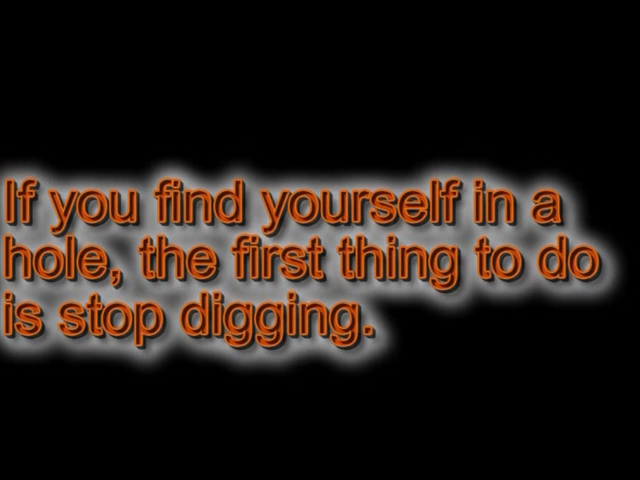 If you find yourself in a
hole, the first thing to do
is stop digging.